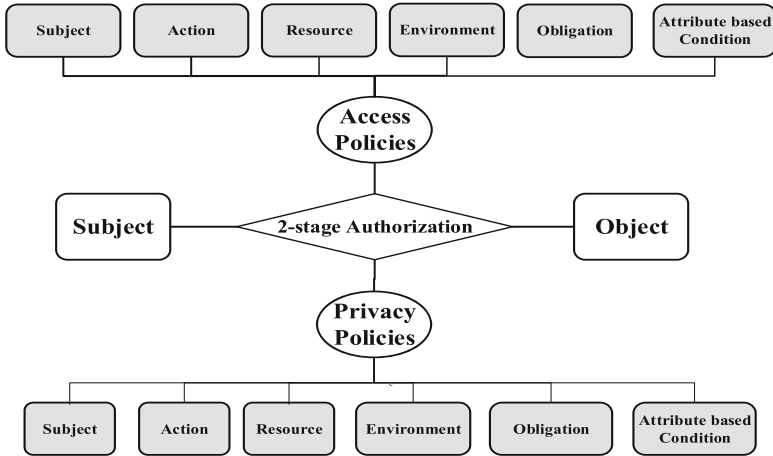 Subject
Action
Resource
Environment
Obligation
Attribute based
Condition
Access
Policies
Subject
2-stage Authorization
Object
Privacy
Policies
Subject
Action
Resource
Environment
Obligation
Attribute based
Condition